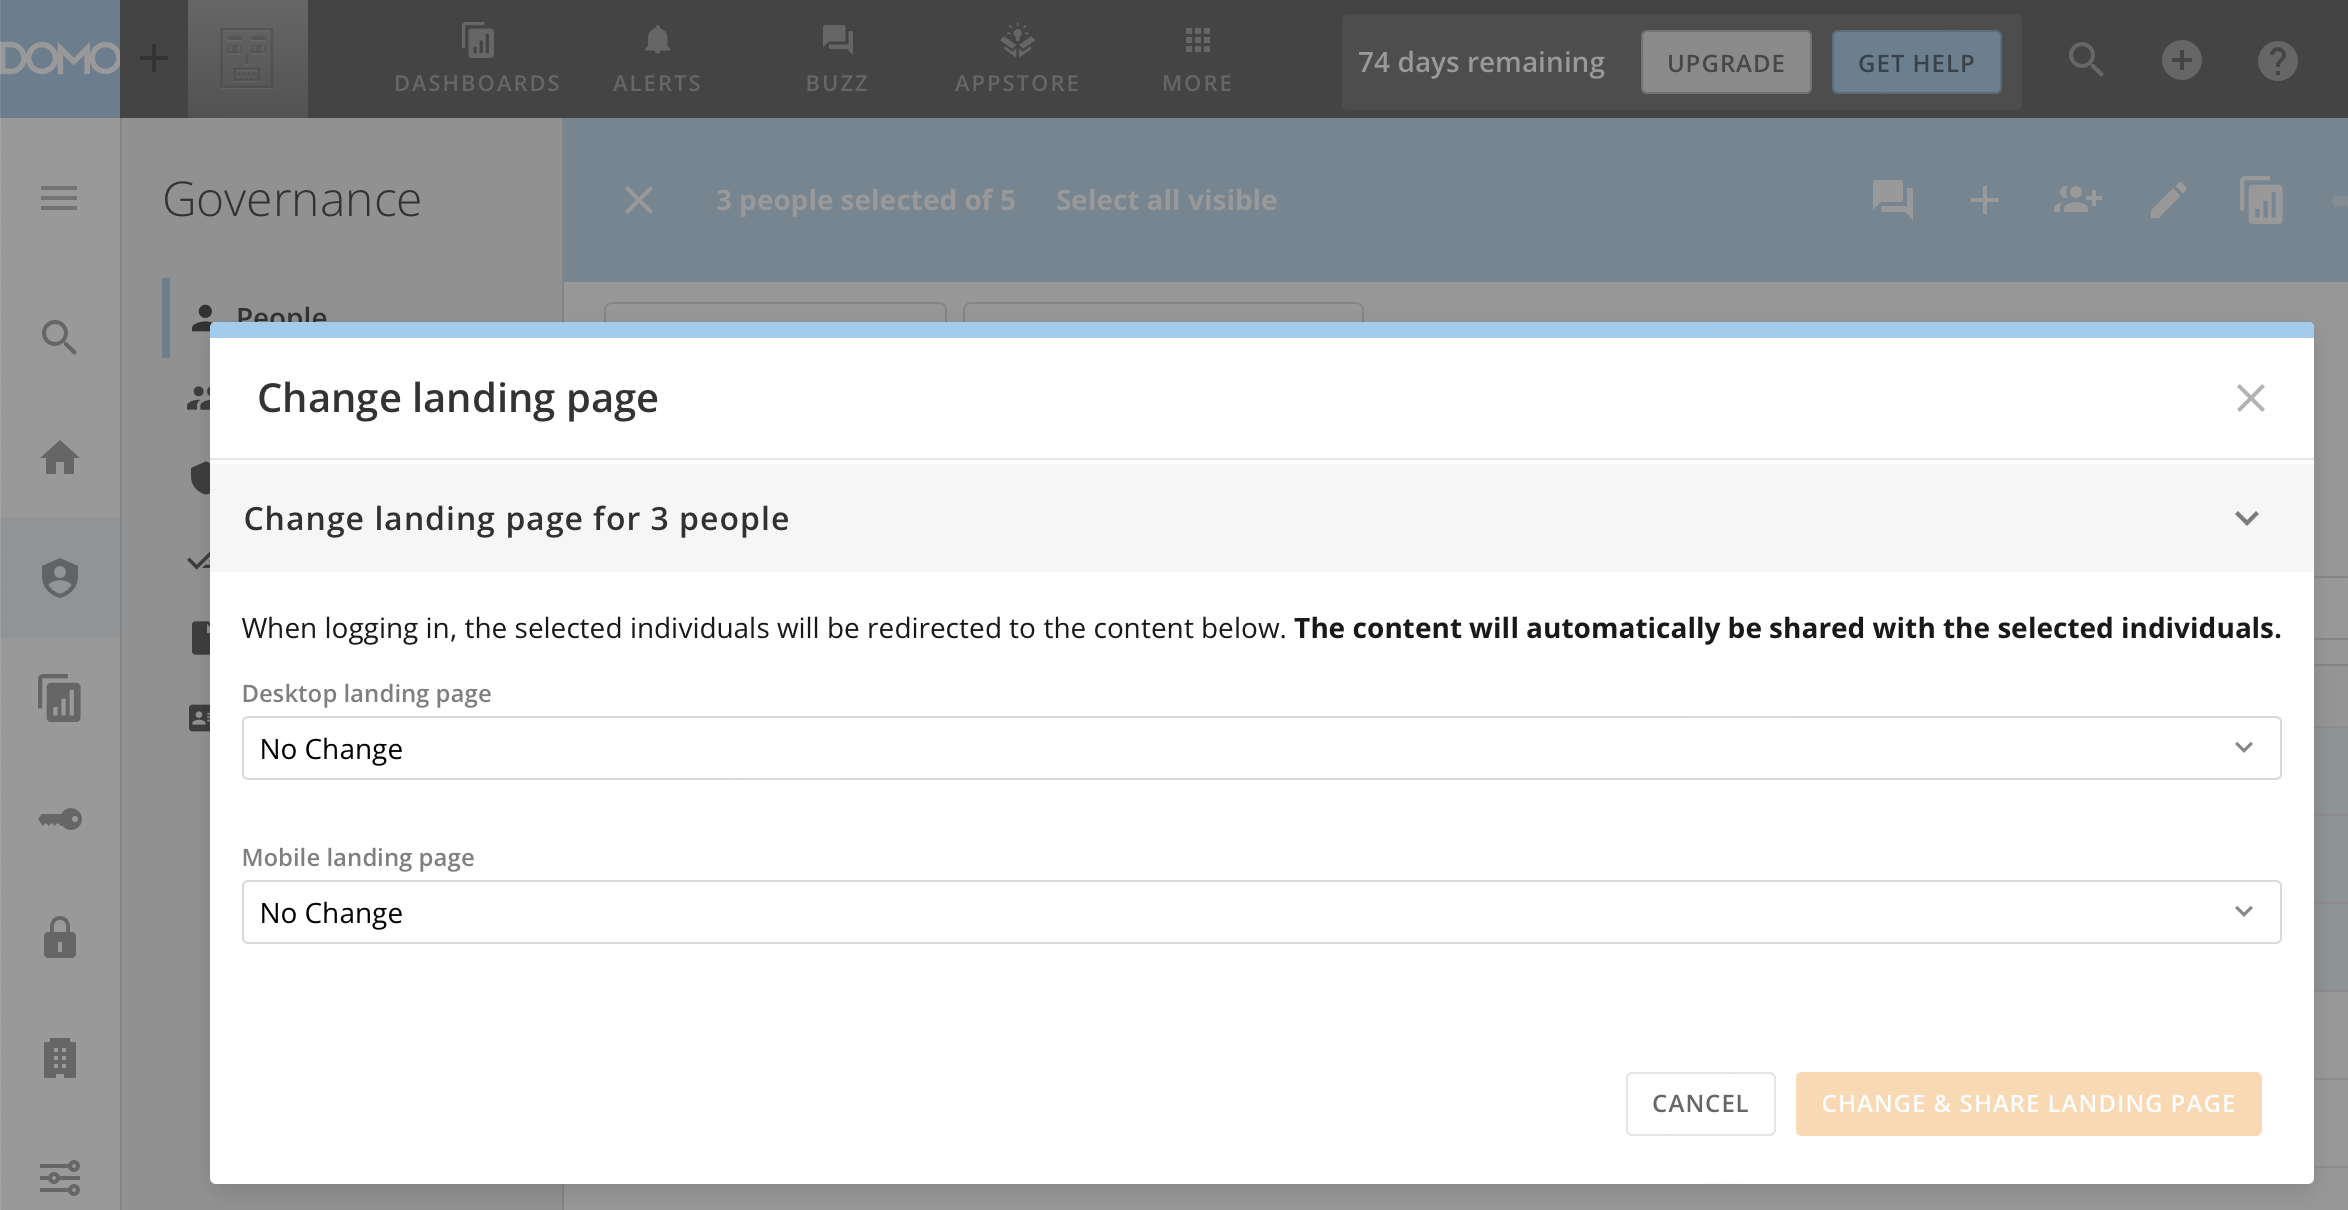 DOMO
DASHBOARDS
ALERTS
BUZZ
APPSTORE
MORE
74 days remaining
UPGRADE
GET HELP
Governance
3 people selected of 5
Select all visible
People
Change landing page
Change landing page for 3 people
When logging in, the selected individuals will be redirected to the content below. The content will automatically be shared with the selected individuals.
Desktop landing page
No Change
Mobile landing page
No Change
CANCEL
CHANGE & SHARE LANDING PAGE